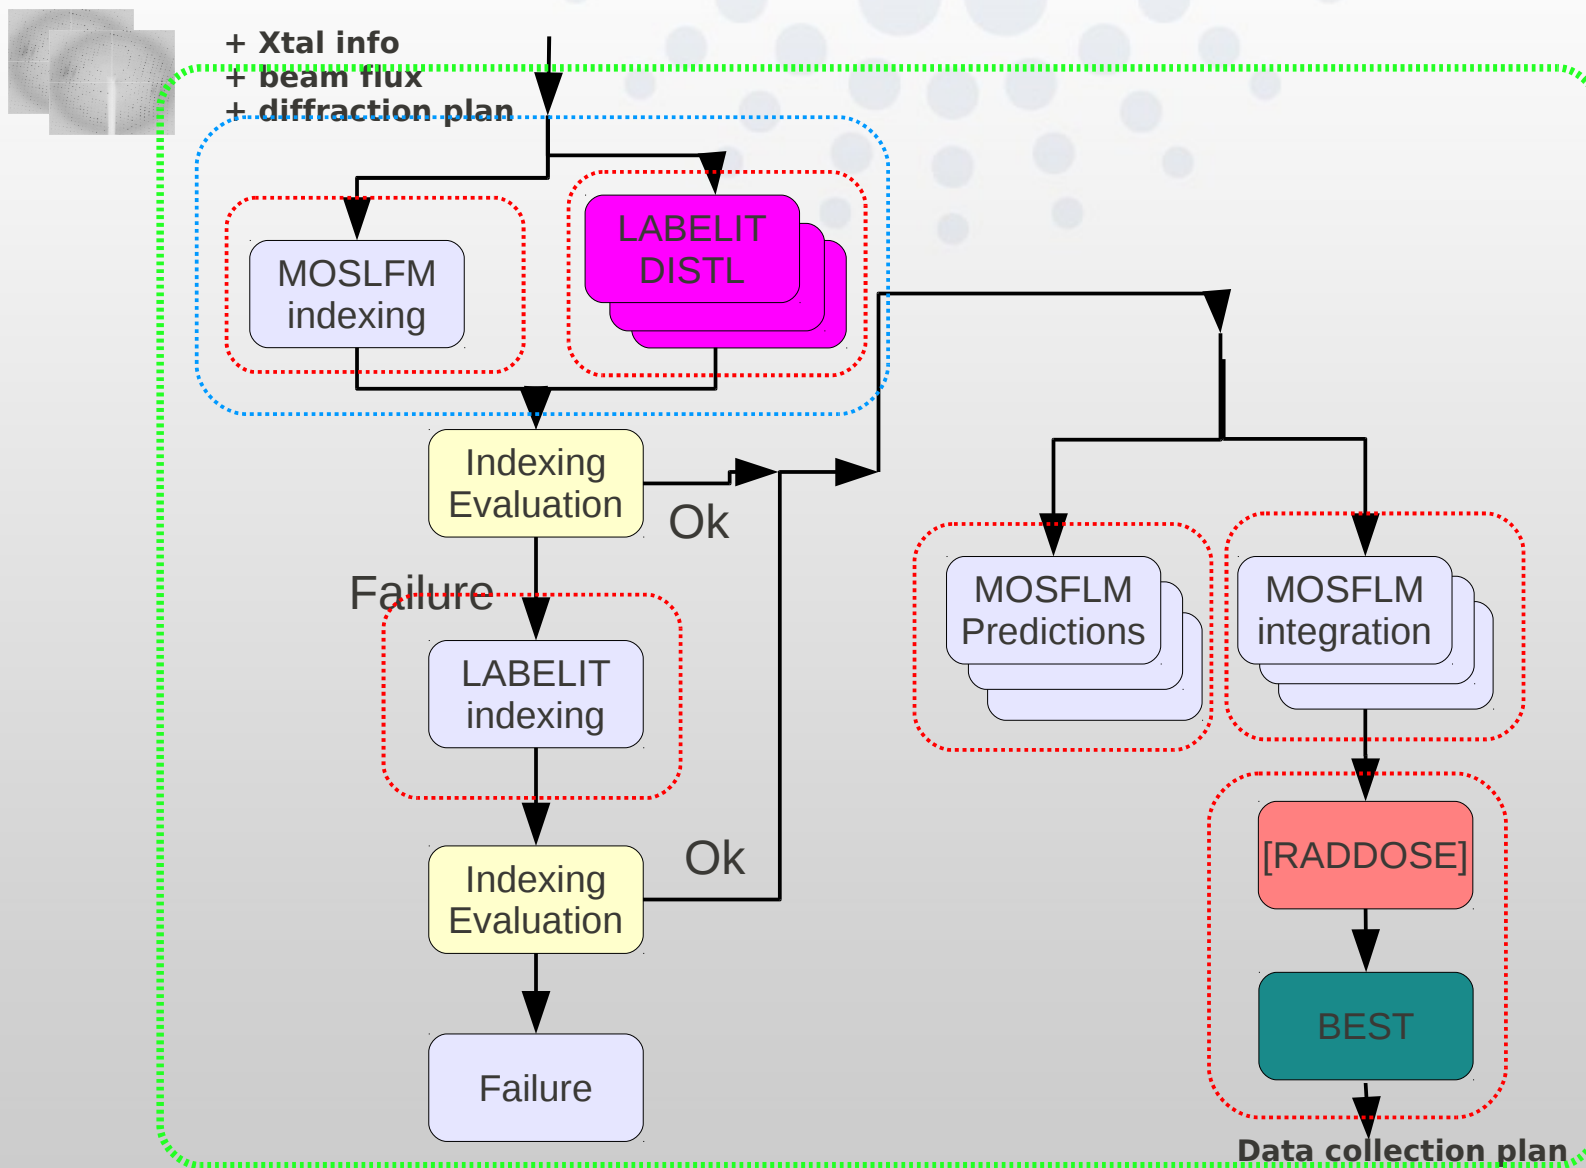 + Xtal info
+ beam flux
+ diffraction plan
LABELIT
DISTL
MOSLFM
indexing
Indexing
Evaluation
Ok
Failure
LABELIT
indexing
Ok
Indexing
Evaluation
Failure
MOSFLM
Predictions
MOSFLM
integration
[RADDOSE]
BEST
Data collection plan